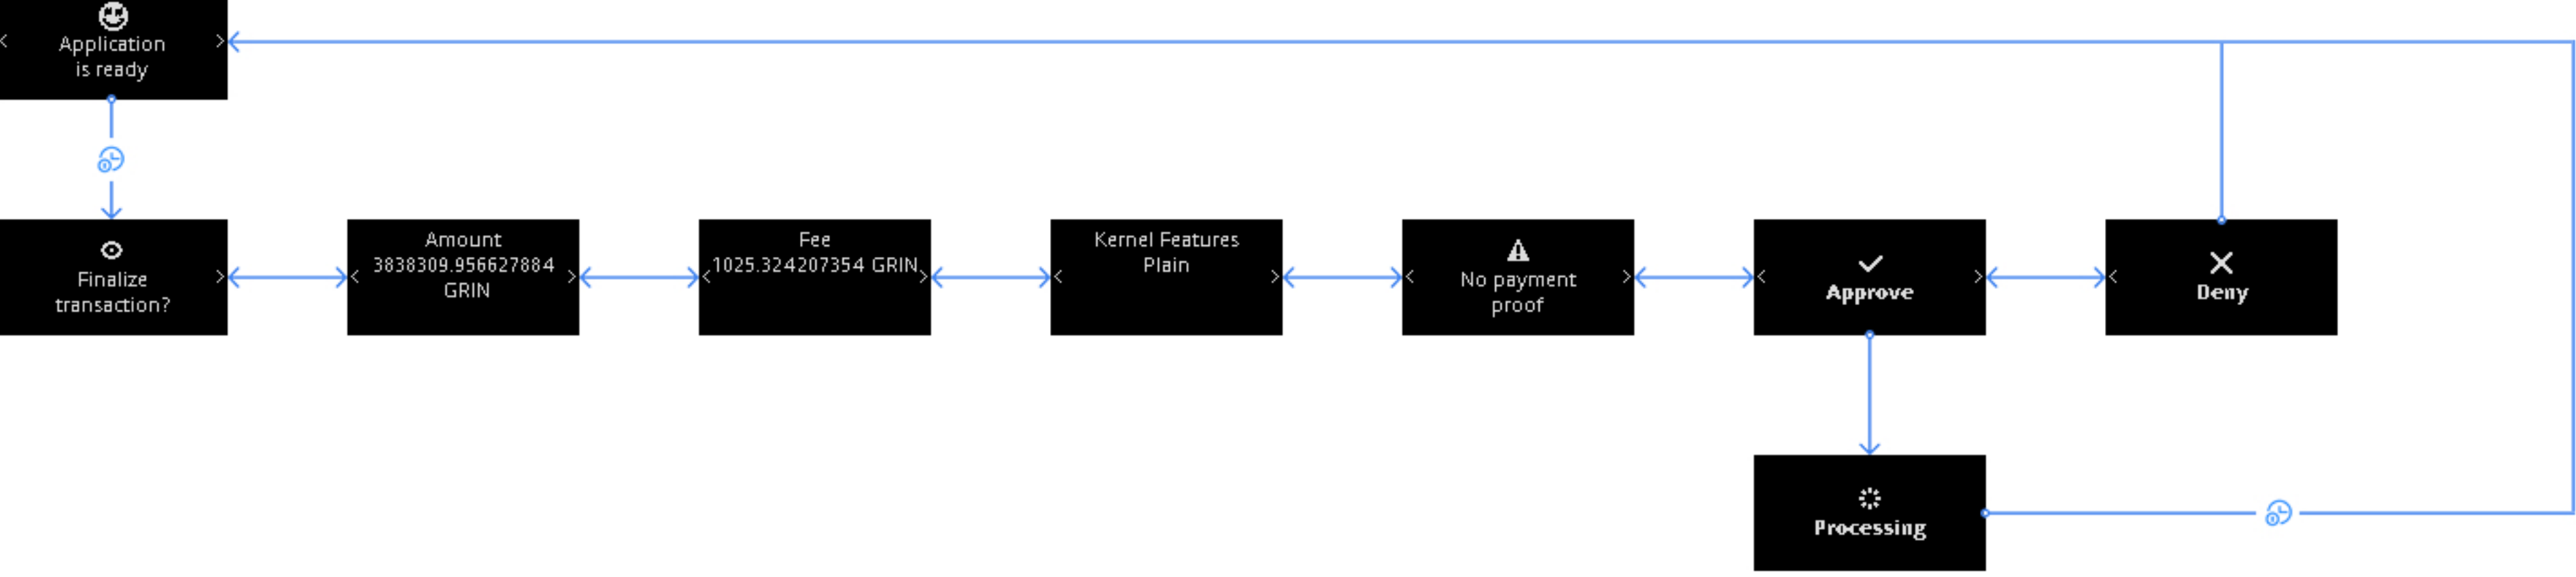 Application
is ready
Finalize
transaction?
Amount
3838309.956627884
GRIN
Fee
1025.324207354 GRIN
Kernel Features
Plain
No payment
proof
Approve
Deny
Processing